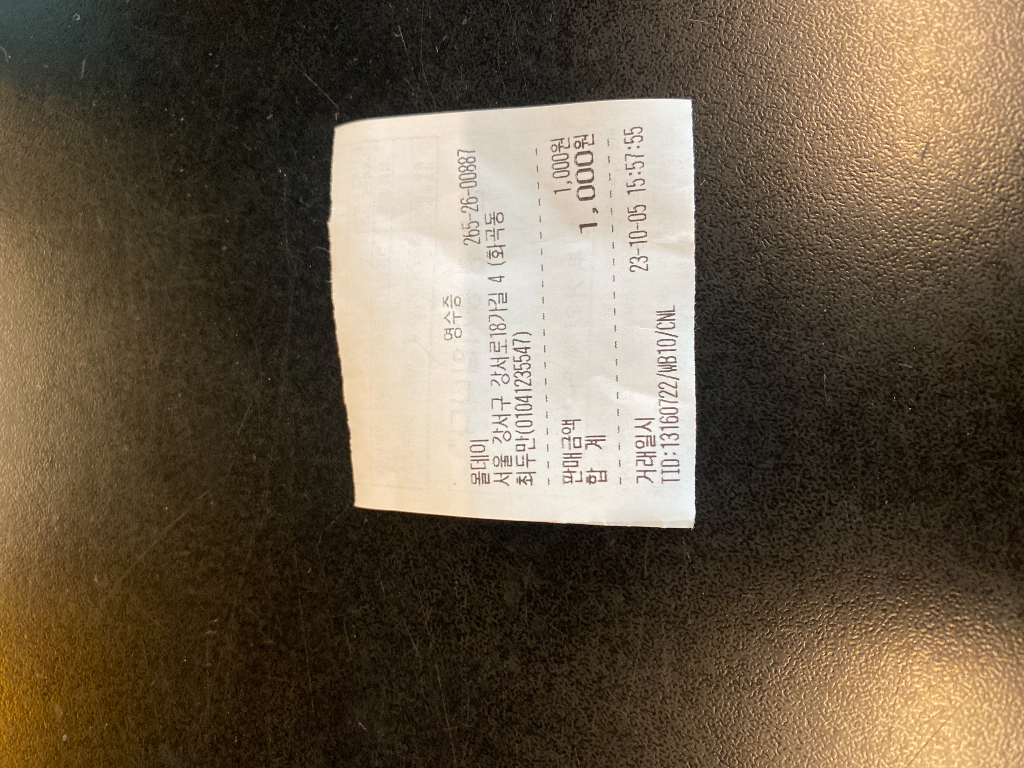 영수증
몰데이 265-26-00887
서울 강서구 강서로18가길 4 (화곡동
최두만(01041235547)
판매금액 1,000원
합 계 1,000원
거래일시 23-10-05 15:57:55
TID:13160722/WB10/CNL